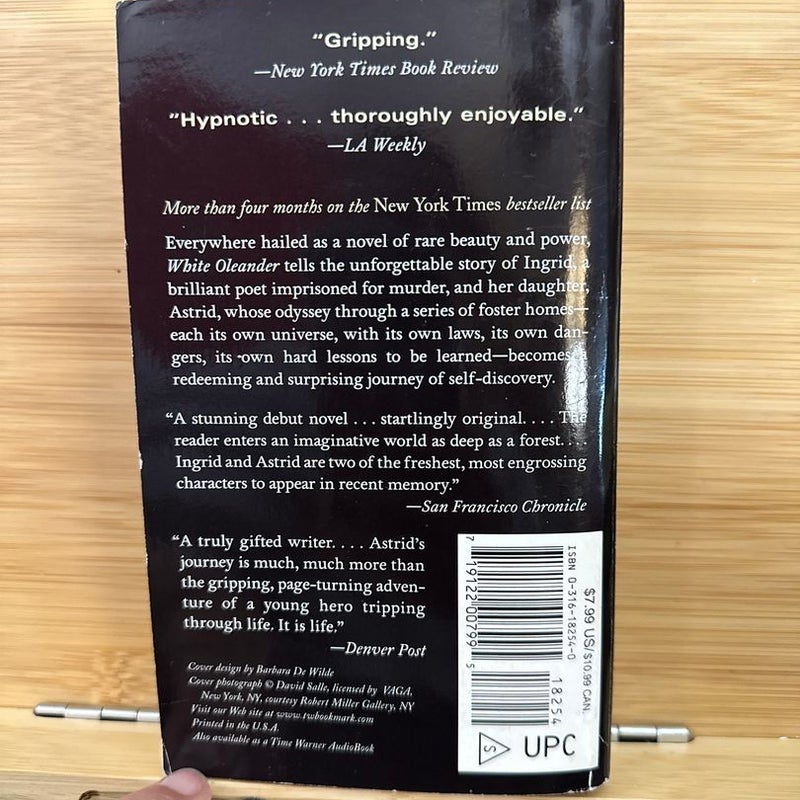 "Gripping."
—New York Times Book Review
"Hypnotic . . . thoroughly enjoyable."
—LA Weekly
More than four months on the New York Times bestseller list
Everywhere hailed as a novel of rare beauty and power,
White Oleander tells the unforgettable story of Ingrid, a
brilliant poet imprisoned for murder, and her daughter,
Astrid, whose odyssey through a series of foster homes—
each its own universe, with its own laws, its own dan-
gers, its own hard lessons to be learned—becomes a
redeeming and surprising journey of self-discovery.
"A stunning debut novel . . . startlingly original. . . . The
reader enters an imaginative world as deep as a forest. . . .
Ingrid and Astrid are two of the freshest, most engrossing
characters to appear in recent memory."
—San Francisco Chronicle
"A truly gifted writer. . . . Astrid's
journey is much, much more than
the gripping, page-turning adven-
ture of a young hero tripping
through life. It is life."
—Denver Post
Cover design by Barbara De Wilde
Cover photograph © David Salle, licensed by VAGA,
New York, NY, courtesy Robert Miller Gallery, NY
Visit our Web site at www.twbookmark.com
Printed in the U.S.A.
Also available as a Time Warner AudioBook
$7.99 US/$10.99 CAN.
ISBN 0-316-18254-0
7 19122 00799 5
18254
S UPC